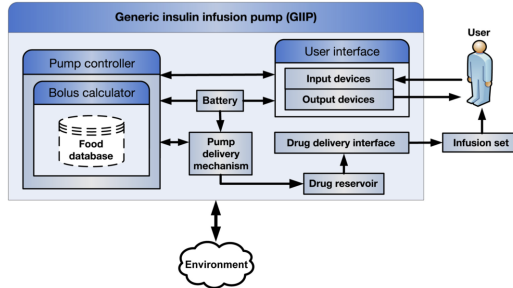 Generic insulin infusion pump (GIIP)
User
User interface
Pump controller
Input devices
Bolus calculator
Battery
Output devices
Food
database
Pump
delivery
mechanism
Drug delivery interface
Infusion set
Drug reservoir
Environment